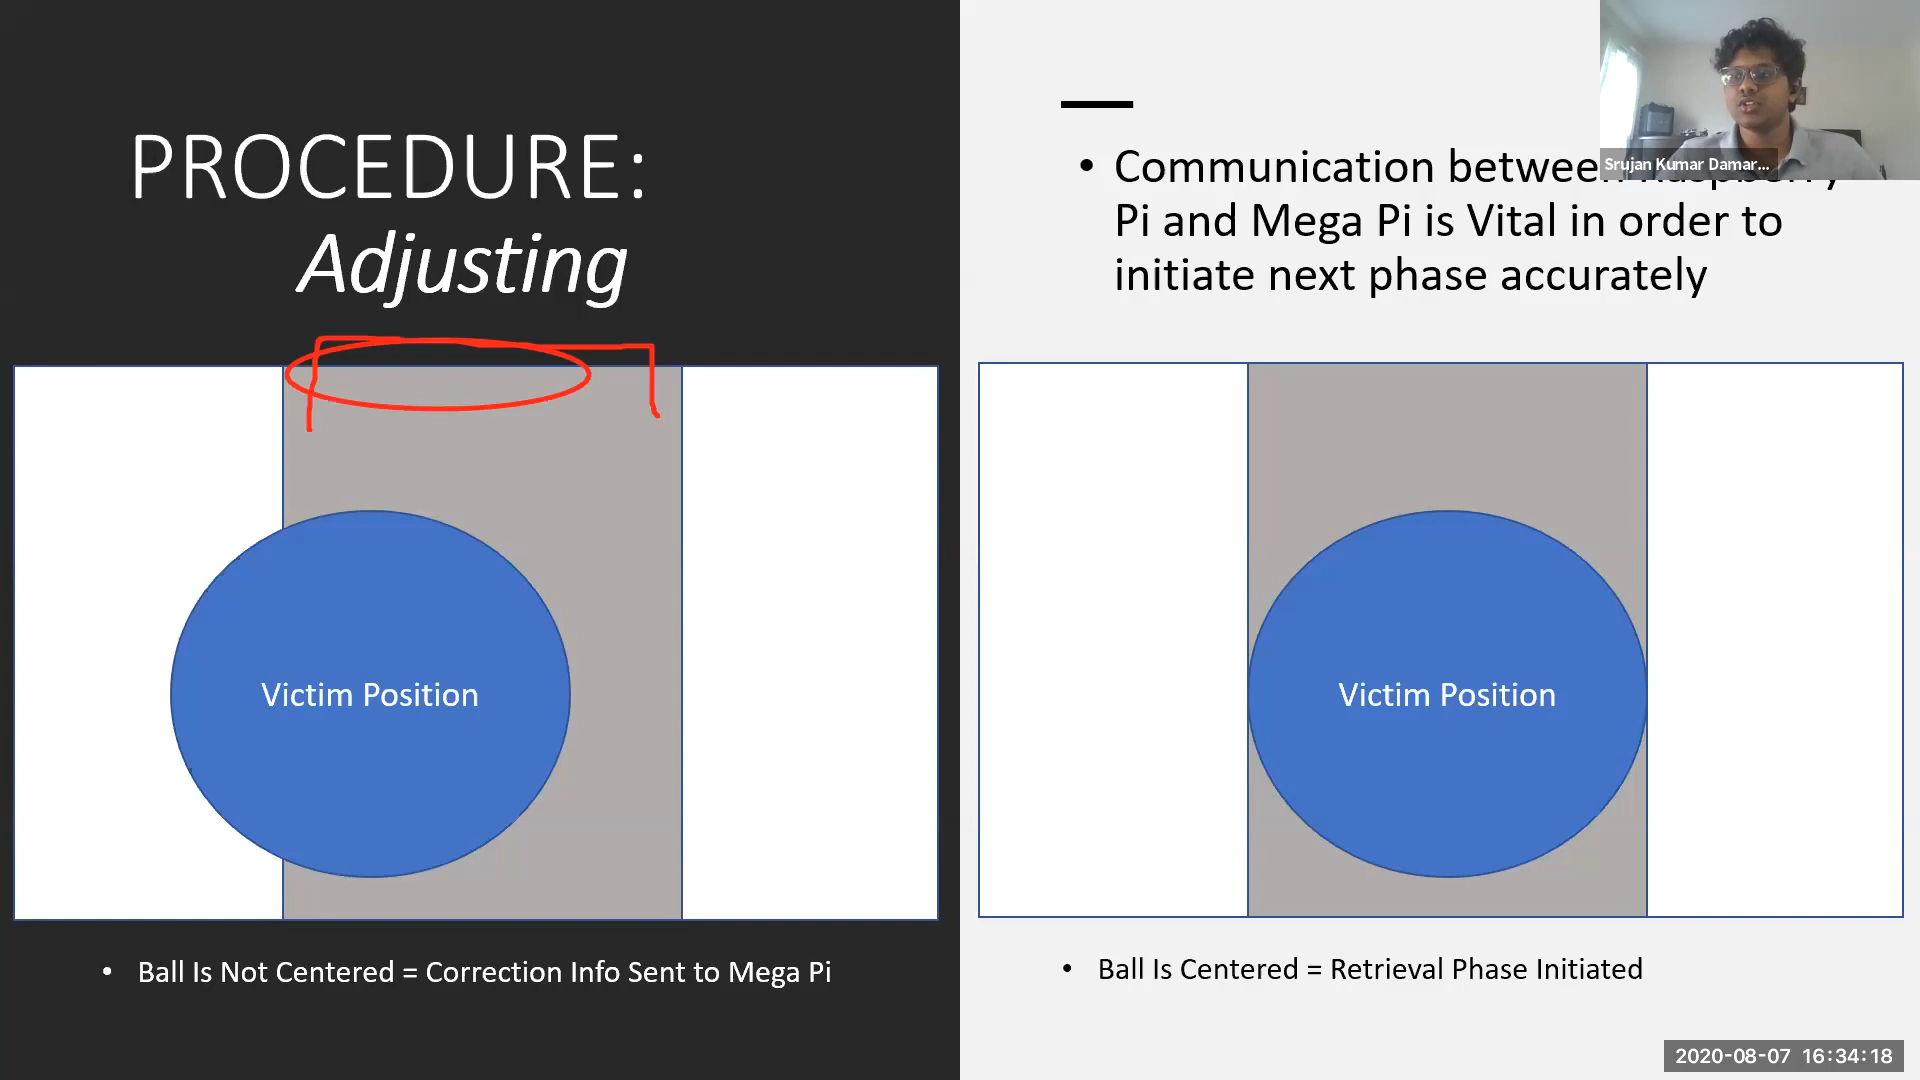 PROCEDURE:
Adjusting
• Communication between Raspberry
Pi and Mega Pi is Vital in order to
initiate next phase accurately
Srujan Kumar Damar...
Victim Position
Victim Position
• Ball Is Not Centered = Correction Info Sent to Mega Pi
• Ball Is Centered = Retrieval Phase Initiated
2020-08-07 16:34:18